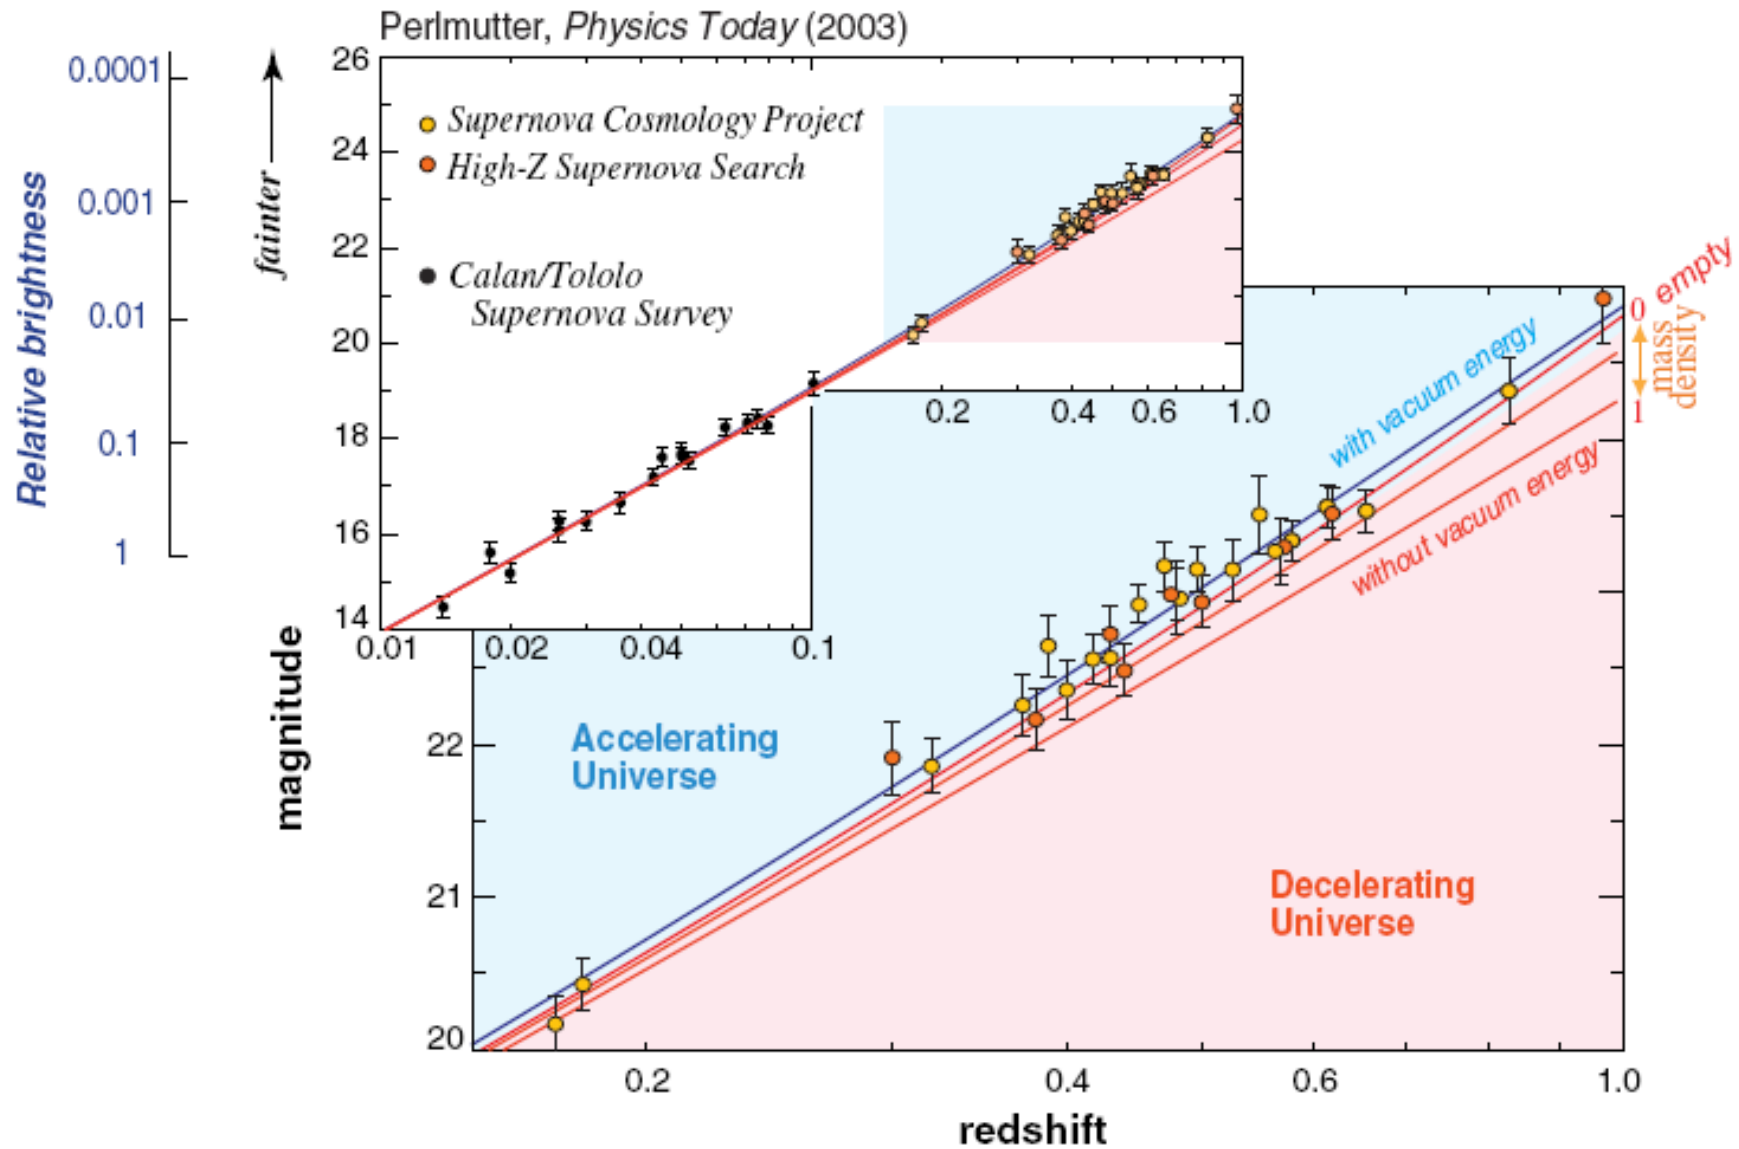 Perlmutter, Physics Today (2003)
Relative brightness
0.0001
0.001
0.01
0.1
1
fainter
magnitude
26
24
22
20
18
16
14
Supernova Cosmology Project
High-Z Supernova Search
Calan/Tololo
Supernova Survey
0.2
0.4
0.6
1.0
0.01
0.02
0.04
0.1
0 empty
mass
density
1
with vacuum energy
without vacuum energy
Accelerating
Universe
Decelerating
Universe
22
21
20
0.2
0.4
0.6
1.0
redshift